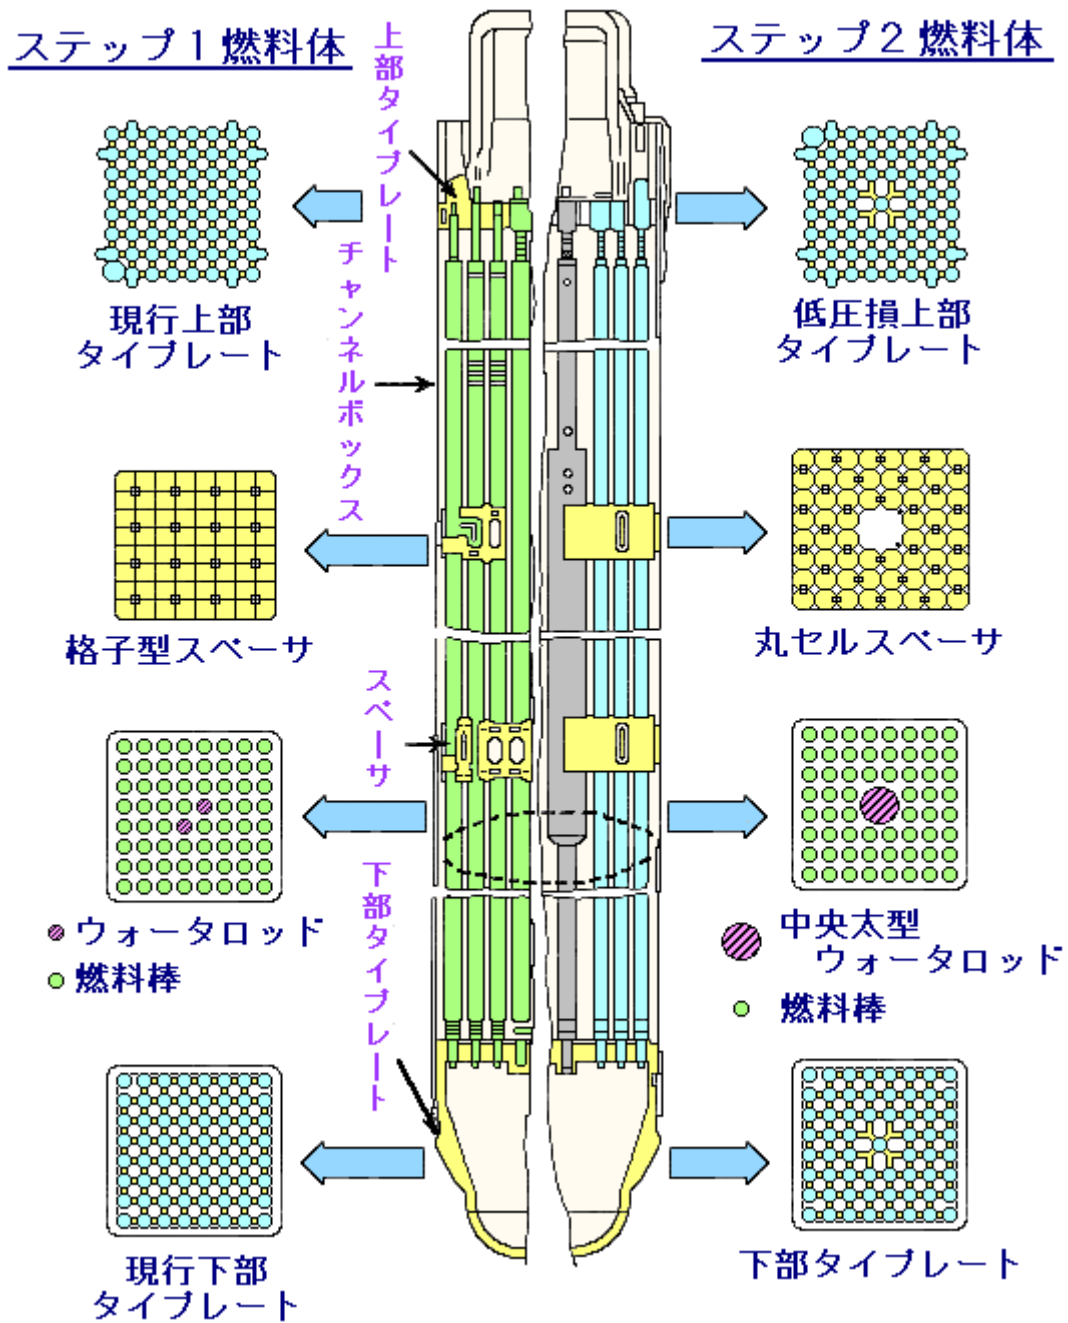 ステップ１燃料体
ステップ２燃料体
上部タイプレート
チャンネルボックス
スペーサ
下部タイプレート
現行上部
タイプレート
低圧損上部
タイプレート
格子型スペーサ
丸セルスペーサ
ウォータロッド
燃料棒
中央太型
ウォータロッド
燃料棒
現行下部
タイプレート
下部タイプレート